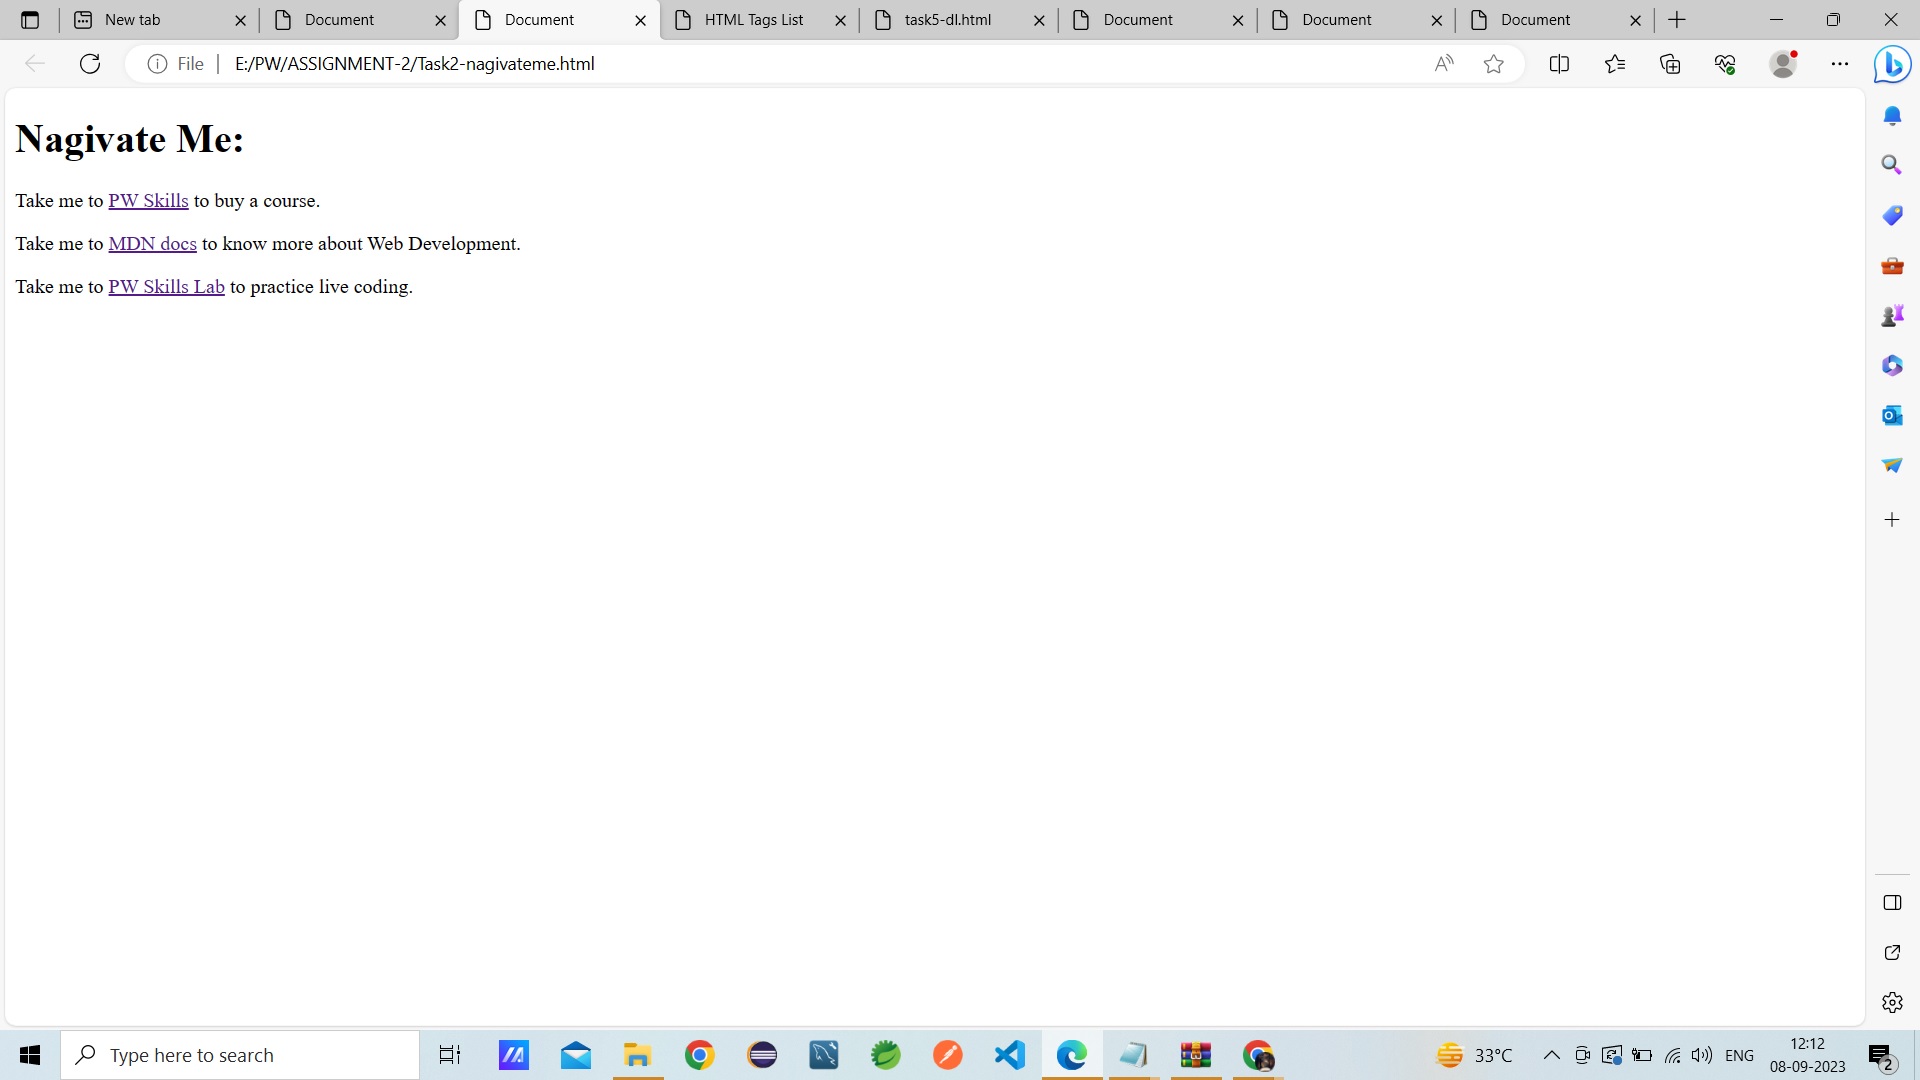 New tab
Document
Document
HTML Tags List
task5-dl.html
Document
Document
Document
File
E:/PW/ASSIGNMENT-2/Task2-nagivateme.html
Nagivate Me:
Take me to PW Skills to buy a course.
Take me to MDN docs to know more about Web Development.
Take me to PW Skills Lab to practice live coding.
Type here to search
33°C
ENG
12:12
08-09-2023
2